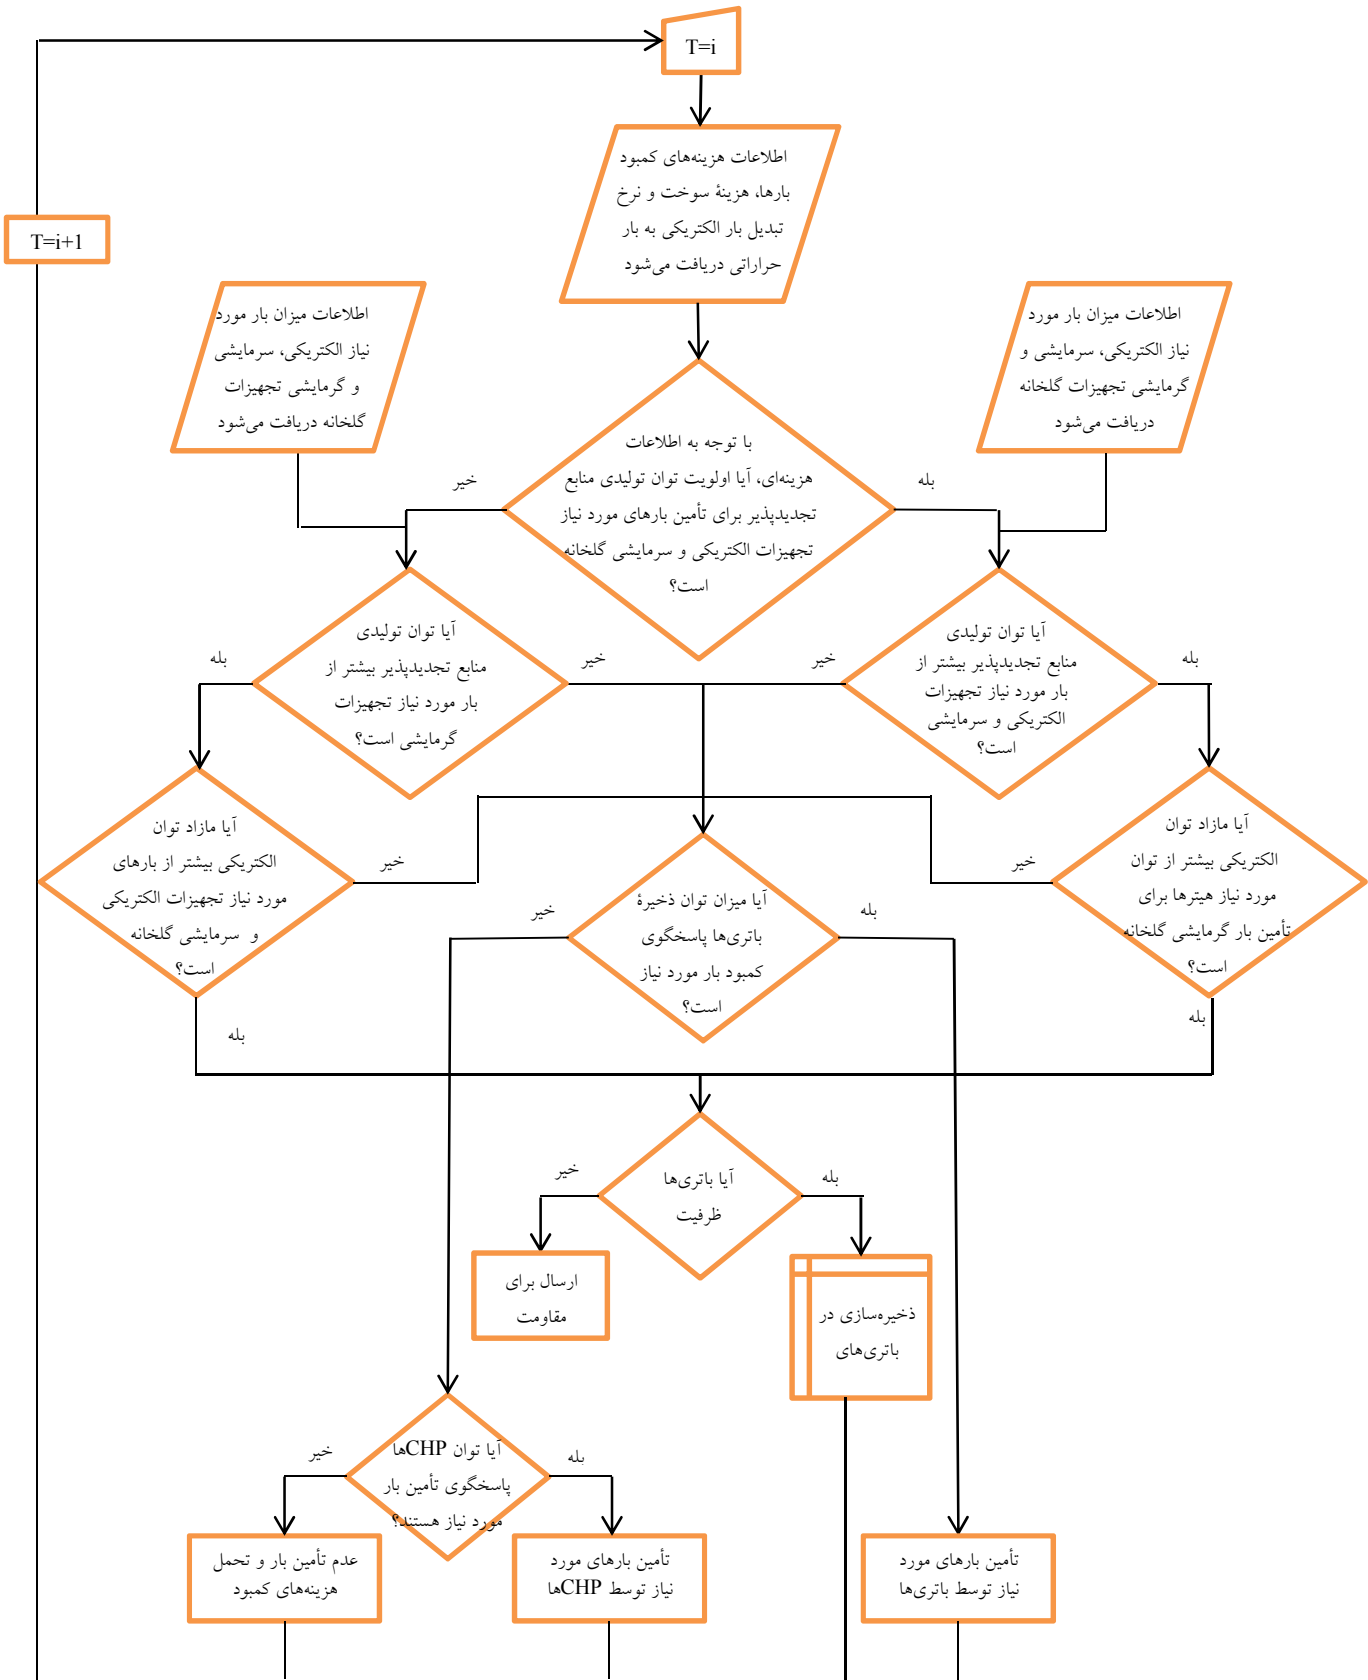 T=i
اطلاعات هزینه‌های کمبود
بارها، هزینهٔ سوخت و نرخ
تبدیل بار الکتریکی به بار
حراراتی دریافت می‌شود
T=i+1
اطلاعات میزان بار مورد
نیاز الکتریکی، سرمایشی و
گرمایشی تجهیزات گلخانه
دریافت می‌شود
اطلاعات میزان بار مورد
نیاز الکتریکی، سرمایشی
و گرمایشی تجهیزات
گلخانه دریافت می‌شود
با توجه به اطلاعات
هزینه‌ای، آیا اولویت توان تولیدی منابع
تجدیدپذیر برای تأمین بارهای مورد نیاز
تجهیزات الکتریکی و سرمایشی گلخانه
است؟
بله
خیر
آیا توان تولیدی
منابع تجدیدپذیر بیشتر از
بار مورد نیاز تجهیزات
الکتریکی و سرمایشی
است؟
بله
خیر
آیا توان تولیدی
منابع تجدیدپذیر بیشتر از
بار مورد نیاز تجهیزات
گرمایشی است؟
خیر
بله
آیا مازاد توان
الکتریکی بیشتر از توان
مورد نیاز هیترها برای
تأمین بار گرمایشی گلخانه
است؟
خیر
بله
آیا میزان توان ذخیرهٔ
باتری‌ها پاسخگوی
کمبود بار مورد نیاز
است؟
بله
خیر
آیا مازاد توان
الکتریکی بیشتر از بارهای
مورد نیاز تجهیزات الکتریکی
و سرمایشی گلخانه
است؟
خیر
بله
آیا باتری‌ها
ظرفیت
بله
خیر
ذخیره‌سازی در
باتری‌های
ارسال برای
مقاومت
آیا توان CHPها
پاسخگوی تأمین بار
مورد نیاز هستند؟
بله
خیر
تأمین بارهای مورد
نیاز توسط باتری‌ها
تأمین بارهای مورد
نیاز توسط CHPها
عدم تأمین بار و تحمل
هزینه‌های کمبود